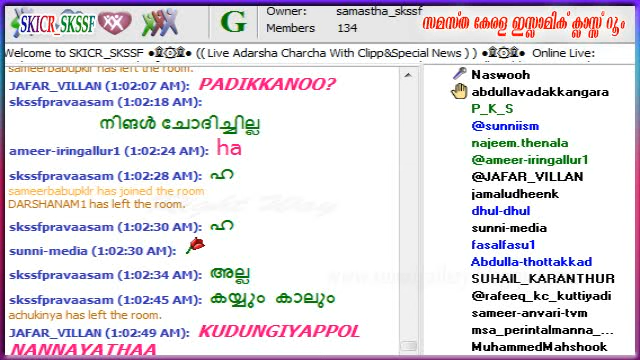 SKICR SKSSF
G
Owner: samastha_skssf
Members 134
സമസ്ത കേരള ഇസ്ലാമിക് ക്ലാസ്സ് റൂം
Welcome to SKICR_SKSSF (( Live Adarsha Charcha With Clipp&Special News ) ) Online Live:
sameerbabupklr has left the room.
JAFAR_VILLAN (1:02:07 AM): PADIKKANOO?
skssfpravaasam (1:02:18 AM):
നിങൾ ചോദിച്ചില്ല
ameer-iringallur1 (1:02:24 AM): ha
skssfpravaasam (1:02:28 AM): ഹ
sameerbabupklr has joined the room
DARSHANAM1 has left the room.
skssfpravaasam (1:02:30 AM): ഹ
sunni-media (1:02:30 AM):
skssfpravaasam (1:02:34 AM): അല്ല
skssfpravaasam (1:02:45 AM): കയ്യും കാലും
achukinya has left the room.
JAFAR_VILLAN (1:02:49 AM): KUDUNGIYAPPOL
NANNAYATHAA
Naswooh
abdullavadakkangara
P_K_S
@sunniism
najeem.thenala
@ameer-iringallur1
@JAFAR_VILLAN
jamaludheenk
dhul-dhul
sunni-media
fasalfasu1
Abdulla-thottakkad
SUHAIL_KARANTHUR
@rafeeq_kc_kuttiyadi
sameer-anvari-tvm
msa_perintalmanna_...
MuhammedMahshook